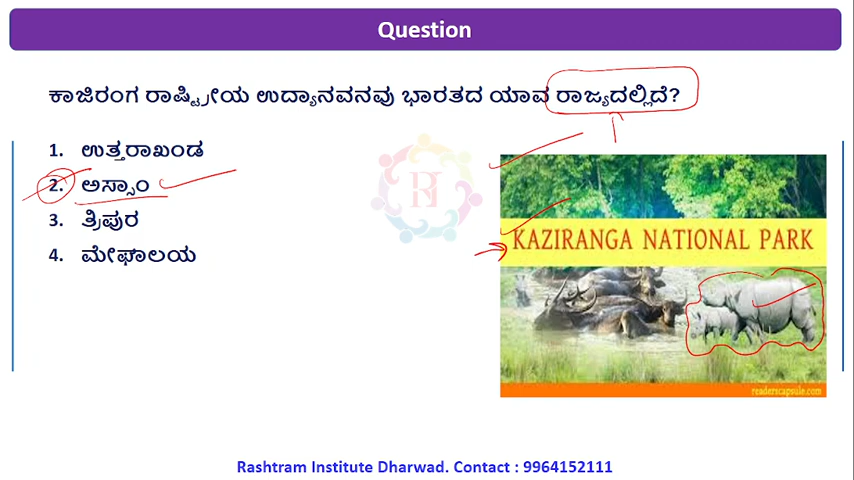 Question
ಕಾಜಿರಂಗ ರಾಷ್ಟ್ರೀಯ ಉದ್ಯಾನವನವು ಭಾರತದ ಯಾವ ರಾಜ್ಯದಲ್ಲಿದೆ?
1. ಉತ್ತರಾಖಂಡ
2. ಅಸ್ಸಾಂ
3. ತ್ರಿಪುರ
4. ಮೇಘಾಲಯ
KAZIRANGA NATIONAL PARK
readerscapsule.com
Rashtram Institute Dharwad. Contact : 9964152111